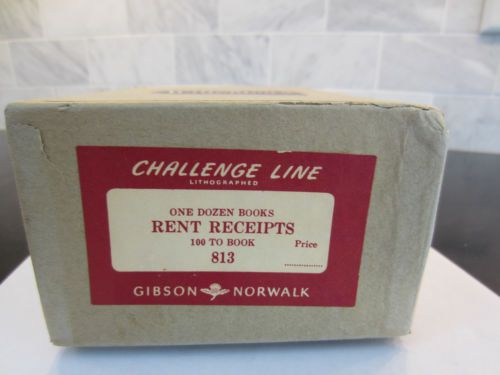 CHALLENGE LINE
LITHOGRAPHED
ONE DOZEN BOOKS
RENT RECEIPTS
100 TO BOOK Price
813 ................
GIBSON NORWALK